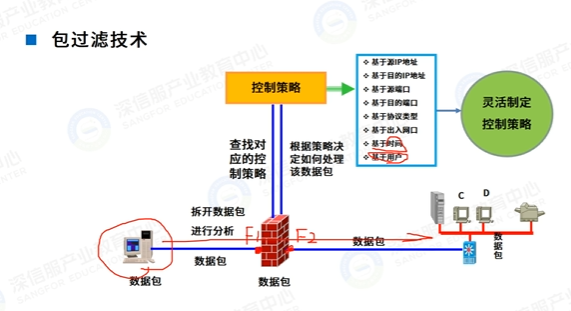 包过滤技术
控制策略
基于源IP地址
基于目的IP地址
基于源端口
基于目的端口
基于协议类型
基于出入网口
基于时间
基于用户
灵活制定
控制策略
查找对
应的控
制策略
根据策略决
定如何处理
该数据包
拆开数据包
进行分析
F1
F2
数据包
数据包
数据包
数据包
C
D
数据包
深信服产业教育中心
SANGFOR EDUCATION CENTER